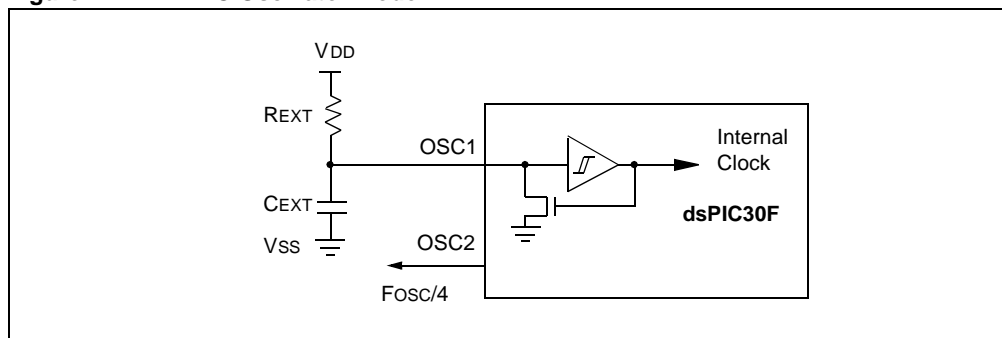 VDD
REXT
OSC1
Internal
Clock
CEXT
dsPIC30F
VSS
OSC2
FOSC/4